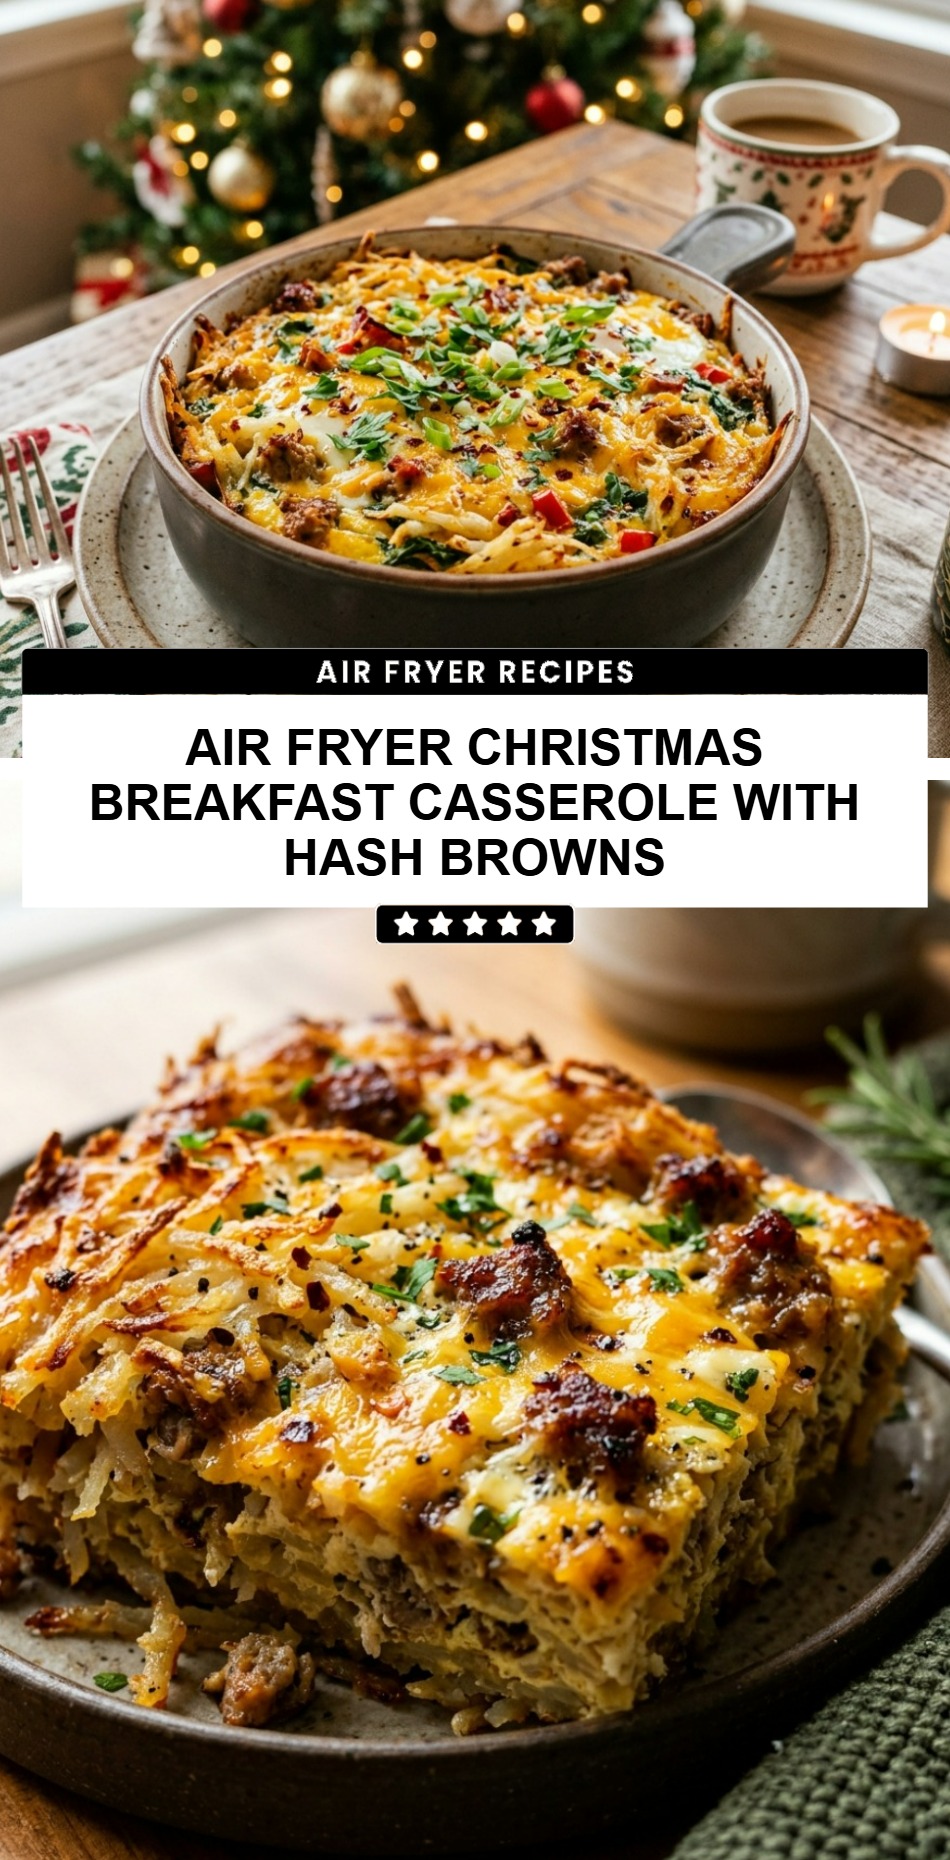 AIR FRYER RECIPES
AIR FRYER CHRISTMAS
BREAKFAST CASSEROLE WITH
HASH BROWNS